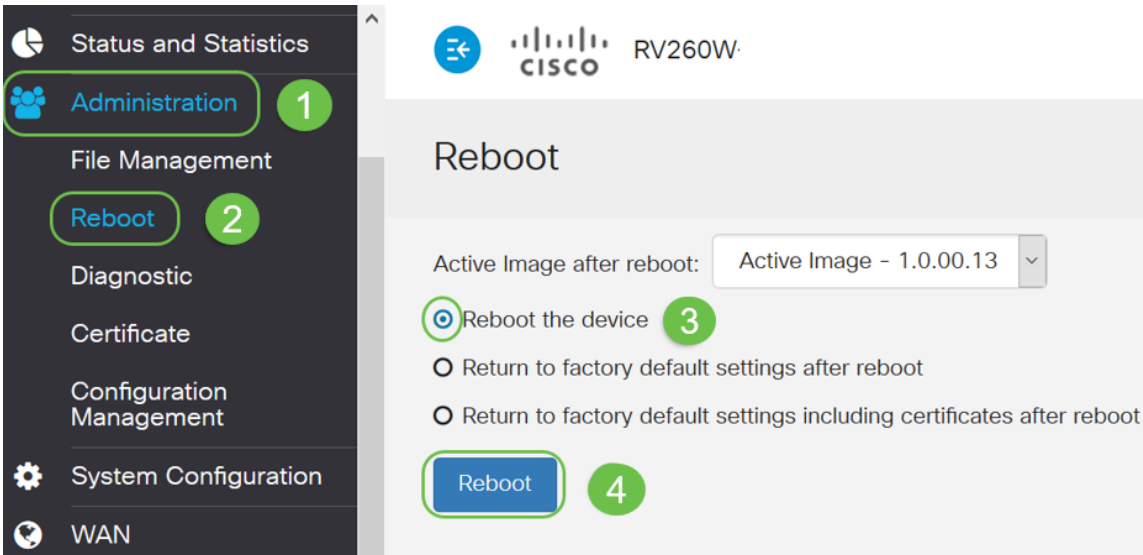 Status and Statistics
Administration
1
File Management
Reboot
2
Diagnostic
Certificate
Configuration
Management
System Configuration
WAN
CISCO
RV260W
Reboot
Active Image after reboot:
Active Image - 1.0.00.13
Reboot the device
3
Return to factory default settings after reboot
Return to factory default settings including certificates after reboot
Reboot
4